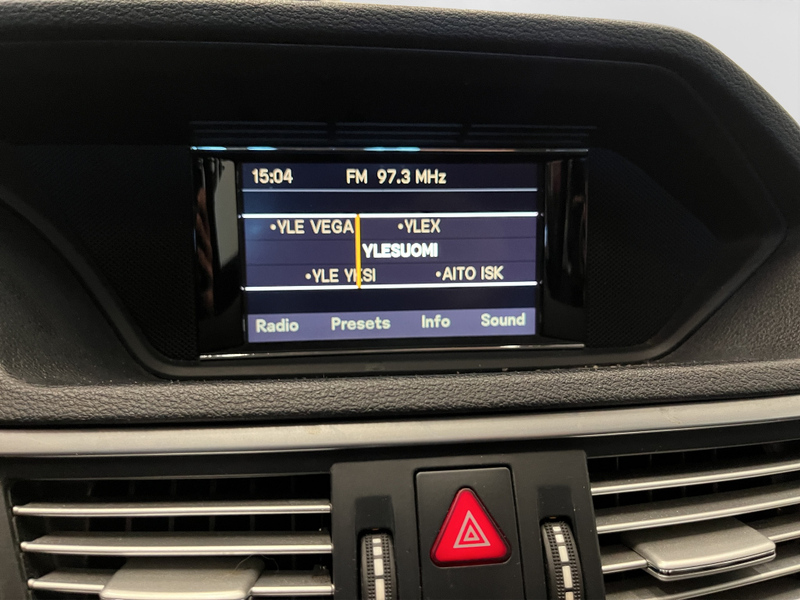 15:04 FM 97.3 MHz
•YLE VEGA •YLEX
YLESUOMI
•YLE YKSI •AITO ISK
Radio Presets Info Sound